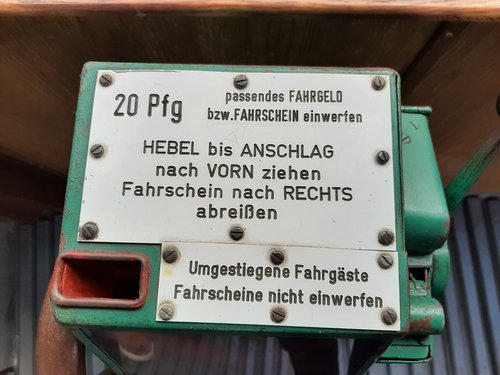 20 Pfg
passendes FAHRGELD
bzw. FAHRSCHEIN einwerfen
HEBEL bis ANSCHLAG
nach VORN ziehen
Fahrschein nach RECHTS
abreißen
Umgestiegene Fahrgäste
Fahrscheine nicht einwerfen